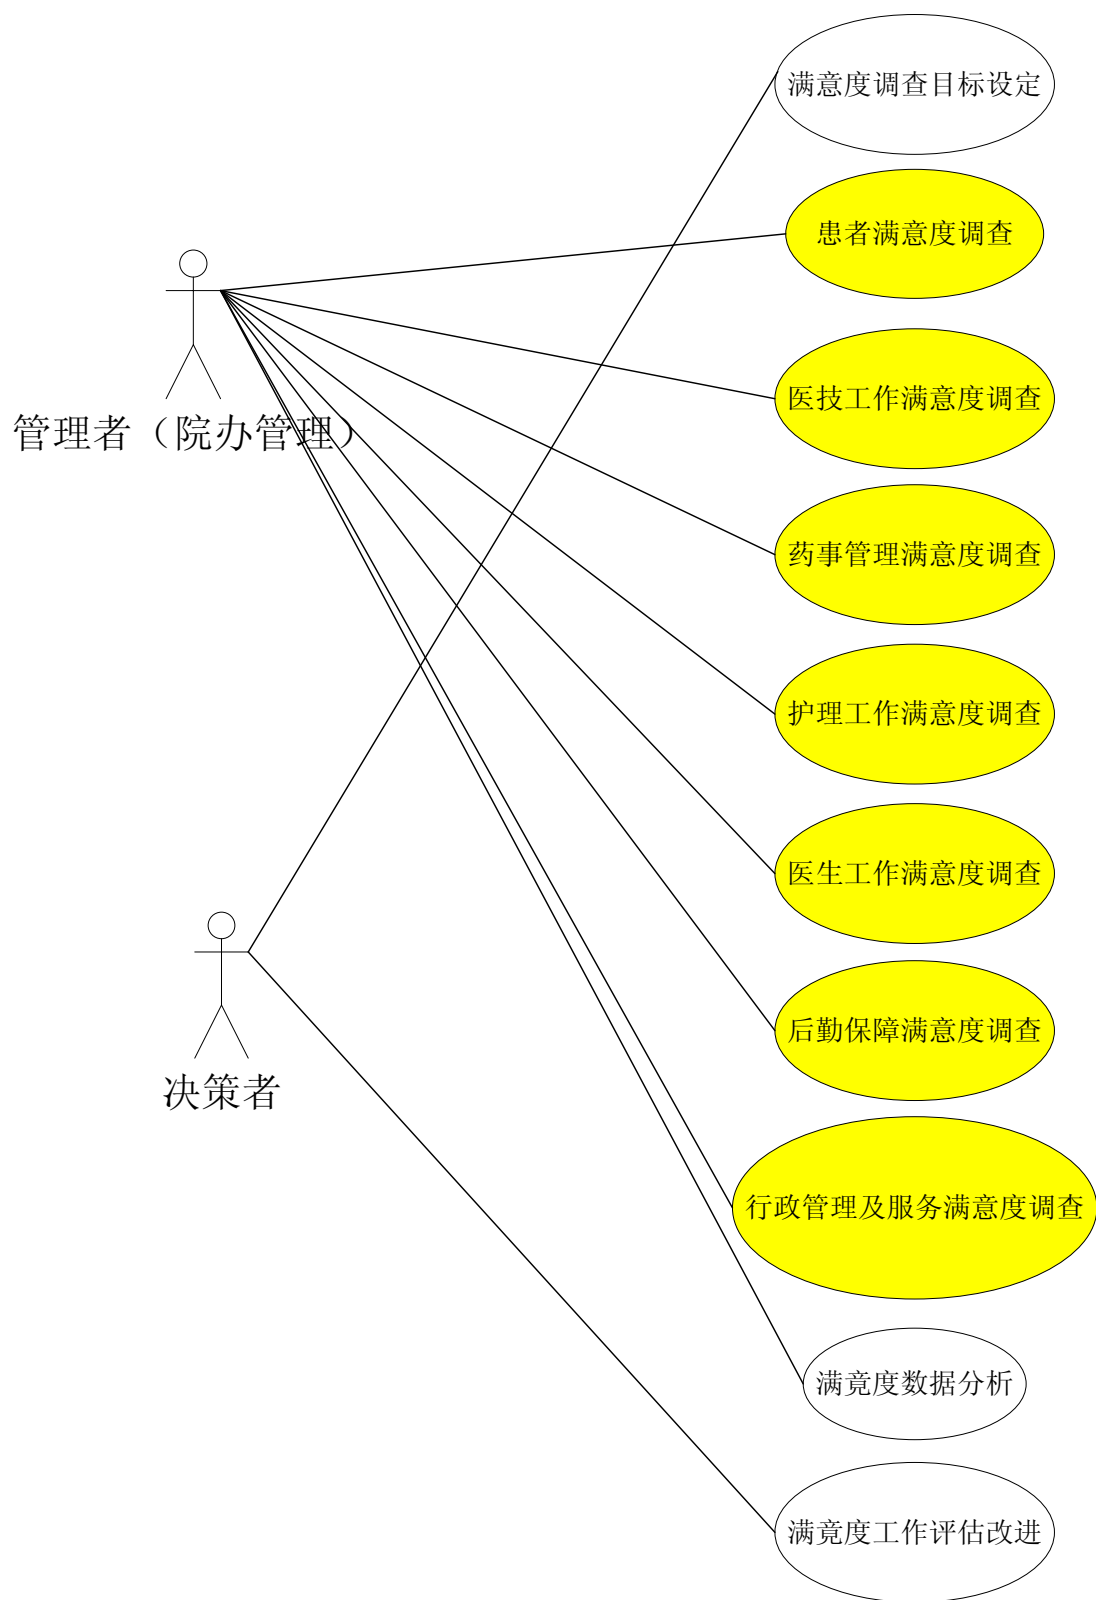 满意度调查目标设定
患者满意度调查
医技工作满意度调查
管理者（院办管理）
药事管理满意度调查
护理工作满意度调查
医生工作满意度调查
后勤保障满意度调查
决策者
行政管理及服务满意度调查
满竟度数据分析
满竟度工作评估改进